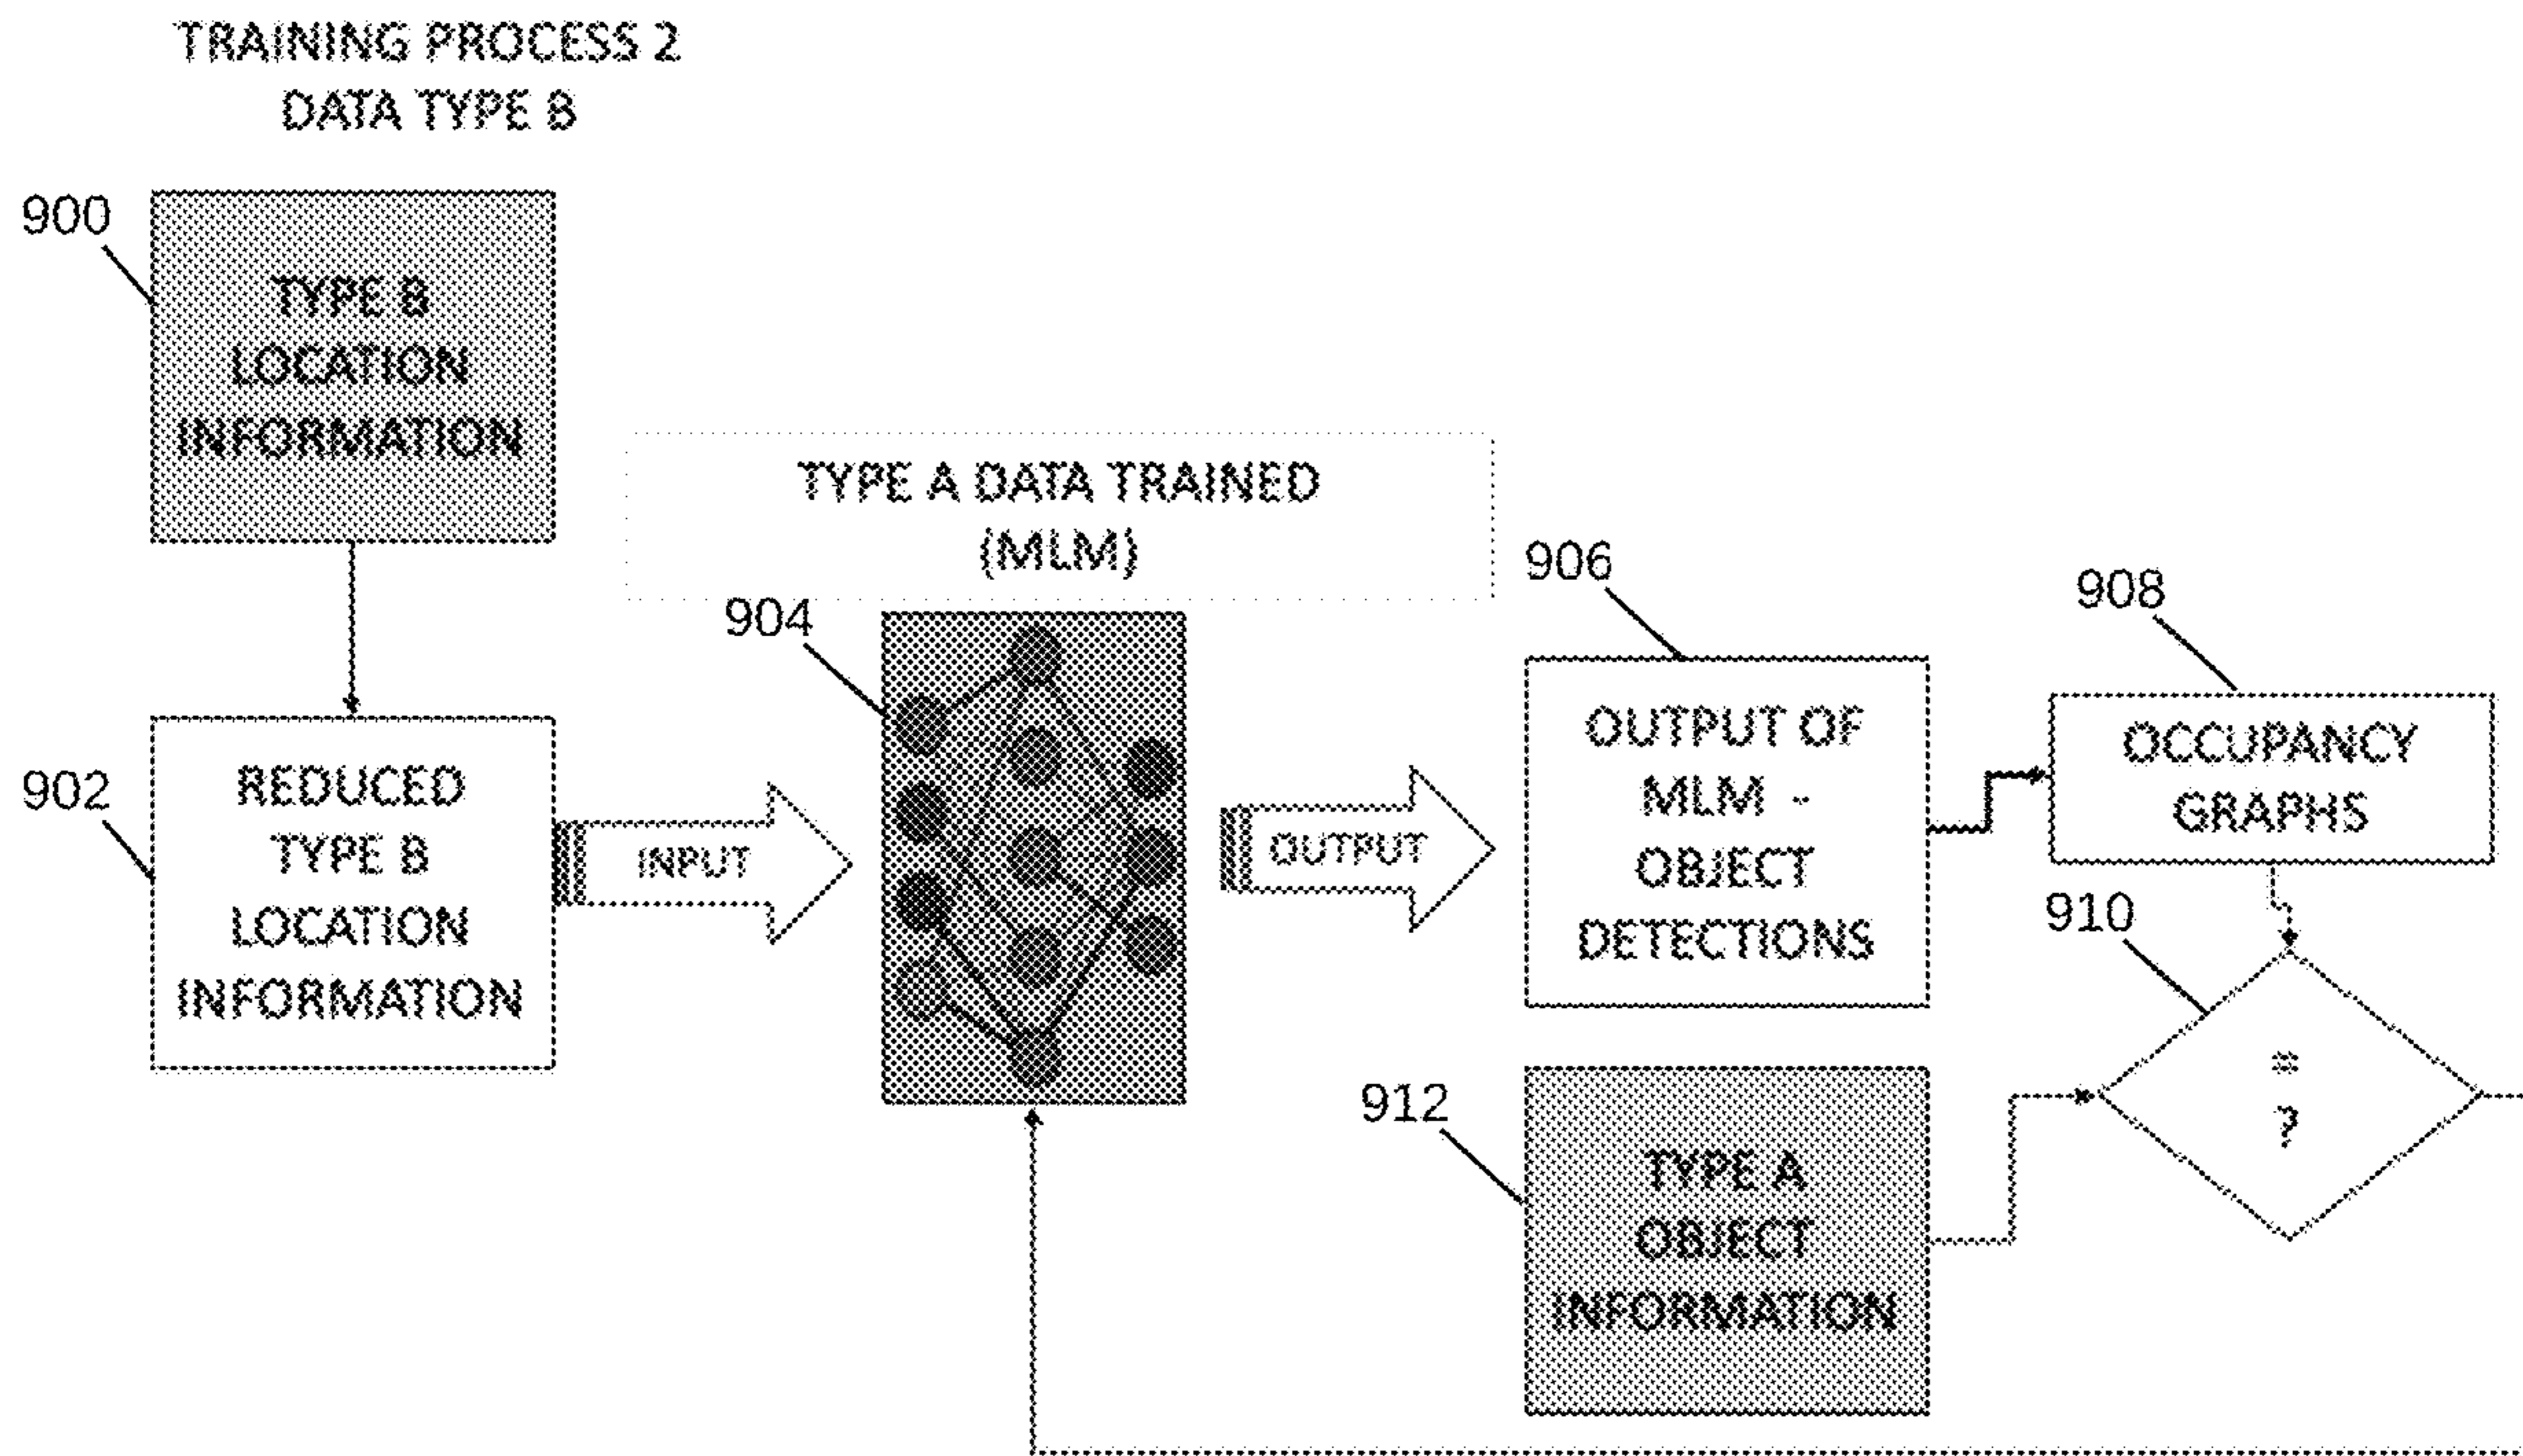 TRAINING PROCESS 2
DATA TYPE B
900
TYPE B
LOCATION
INFORMATION
TYPE A DATA TRAINED
(MLM)
902
REDUCED
TYPE B
LOCATION
INFORMATION
INPUT
904
OUTPUT
906
OUTPUT OF
MLM -
OBJECT
DETECTIONS
908
OCCUPANCY
GRAPHS
910
=
?
912
TYPE A
OBJECT
INFORMATION